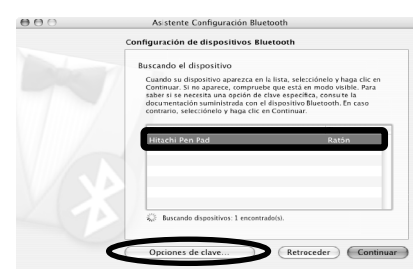 Asistente Configuración Bluetooth
Configuración de dispositivos Bluetooth
Buscando el dispositivo
Cuando su dispositivo aparezca en la lista, selecciónelo y haga clic en
Continuar. Si no aparece, compruebe que está en modo visible. Para
saber si se necesita una opción de clave específica, consulte la
documentación suministrada con el dispositivo Bluetooth. En caso
contrario, selecciónelo y haga clic en Continuar.
Hitachi Pen Pad Ratón
Buscando dispositivos: 1 encontrado(s).
Opciones de clave... Retroceder Continuar